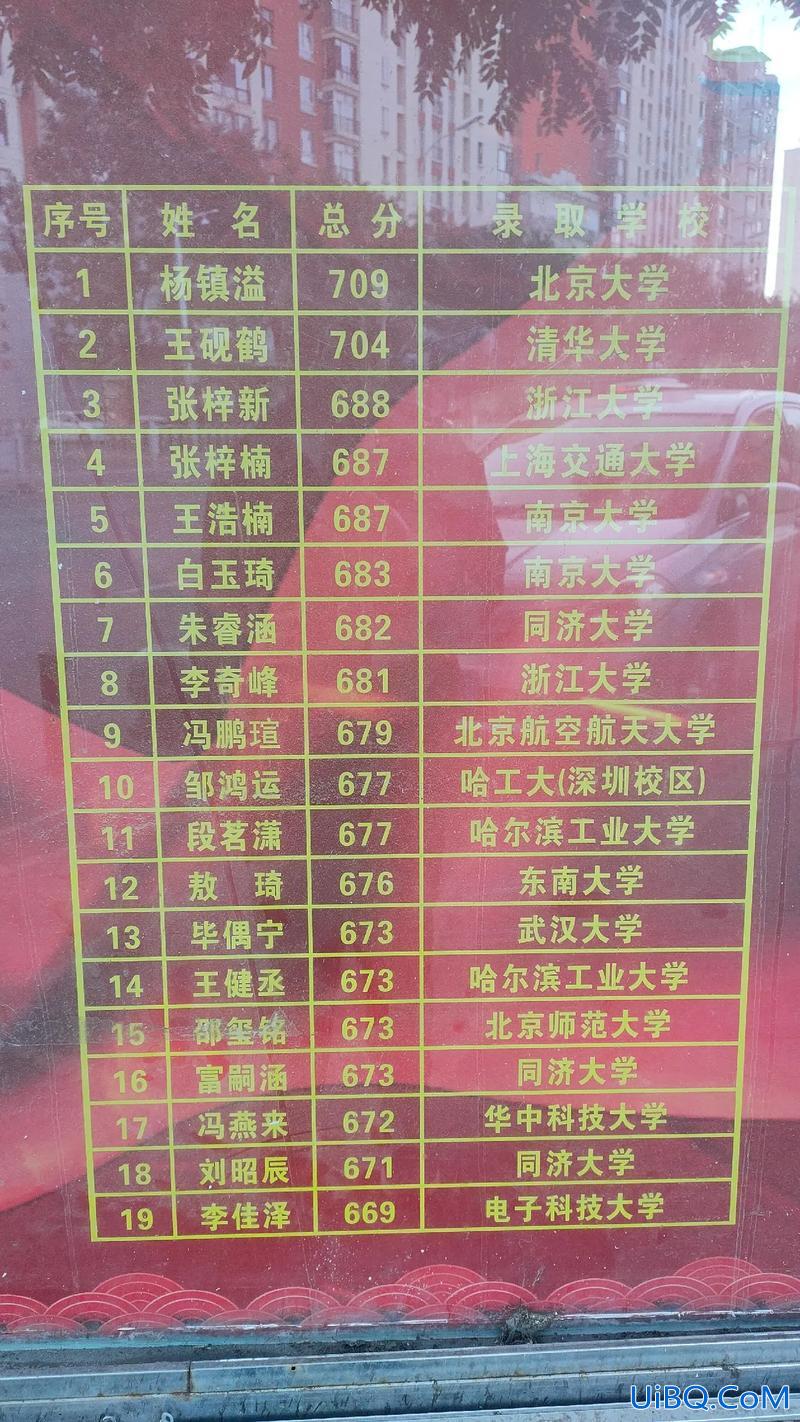 序号 姓名 总分 录取学校
1 杨镇溢 709 北京大学
2 王砚鹤 704 清华大学
3 张梓新 688 浙江大学
4 张梓楠 687 上海交通大学
5 王浩楠 687 南京大学
6 白玉琦 683 南京大学
7 朱睿涵 682 同济大学
8 李奇峰 681 浙江大学
9 冯鹏瑄 679 北京航空航天大学
10 邹鸿运 677 哈工大(深圳校区)
11 段茗潇 677 哈尔滨工业大学
12 敖琦 676 东南大学
13 毕偶宁 673 武汉大学
14 王健丞 673 哈尔滨工业大学
15 邵玺铭 673 北京师范大学
16 富嗣涵 673 同济大学
17 冯燕来 672 华中科技大学
18 刘昭辰 671 同济大学
19 李佳泽 669 电子科技大学
UiBQ.CoM